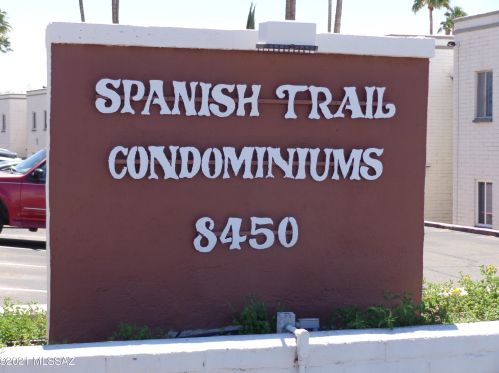 SPANISH TRAIL
CONDOMINIUMS
8450
©2021 MLSSAZ